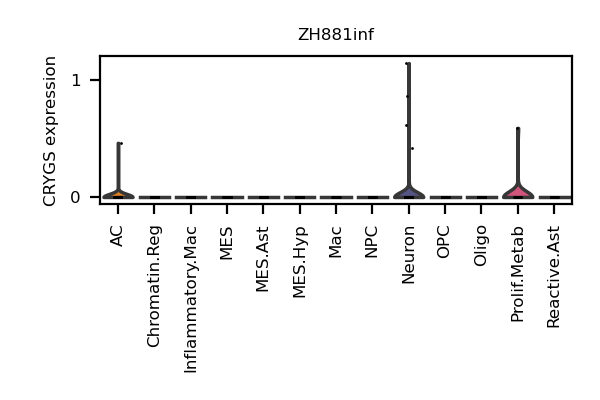 ZH881inf
CRYGS expression
1
0
AC
Chromatin.Reg
Inflammatory.Mac
MES
MES.Ast
MES.Hyp
Mac
NPC
Neuron
OPC
Oligo
Prolif.Metab
Reactive.Ast